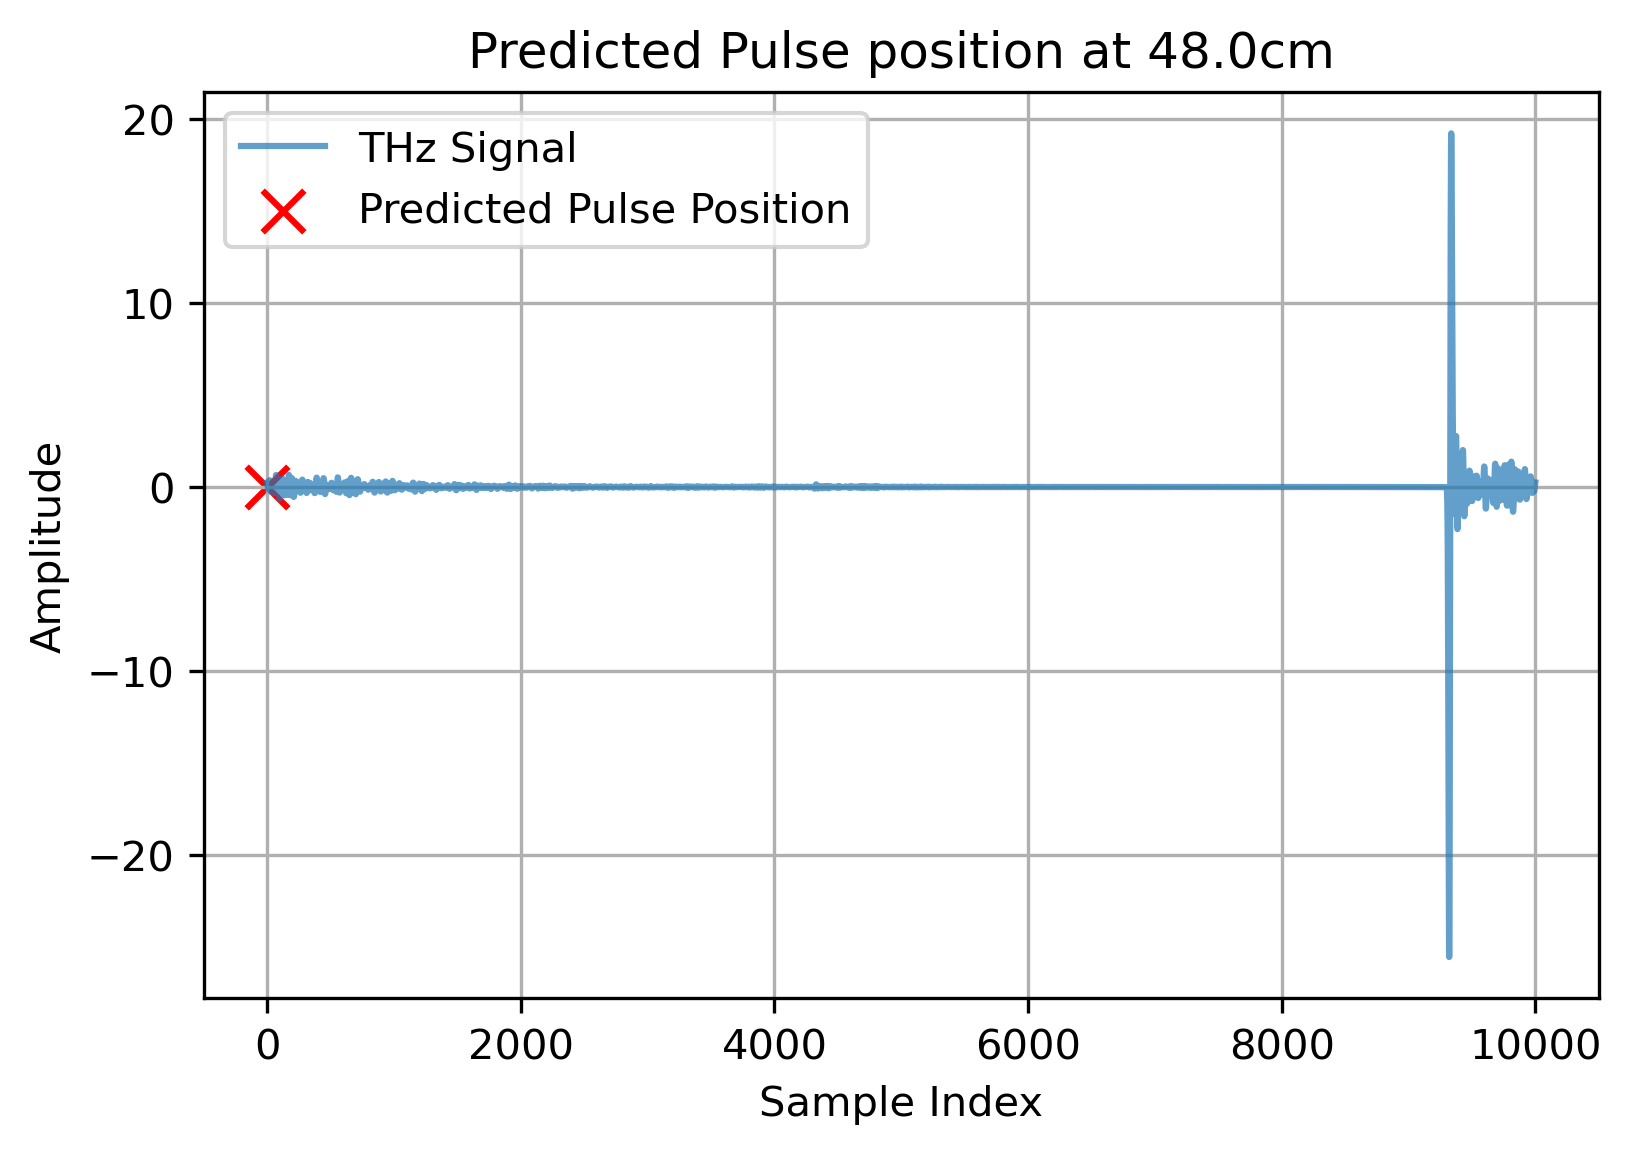 Predicted Pulse position at 48.0cm
THz Signal
Predicted Pulse Position
20
10
0
−10
−20
Amplitude
0 2000 4000 6000 8000 10000
Sample Index